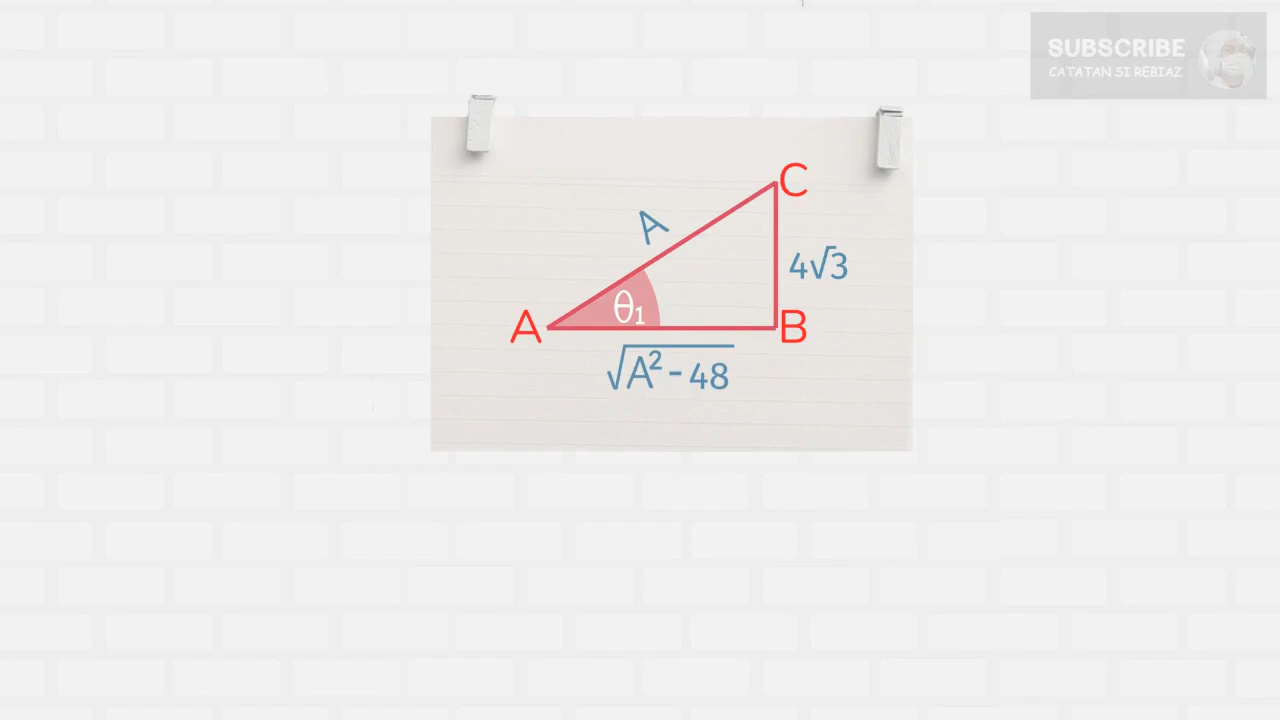 SUBSCRIBE
CATATAN SI REBIAZ
C
A
4√3
θ₁
A
B
√A² - 48